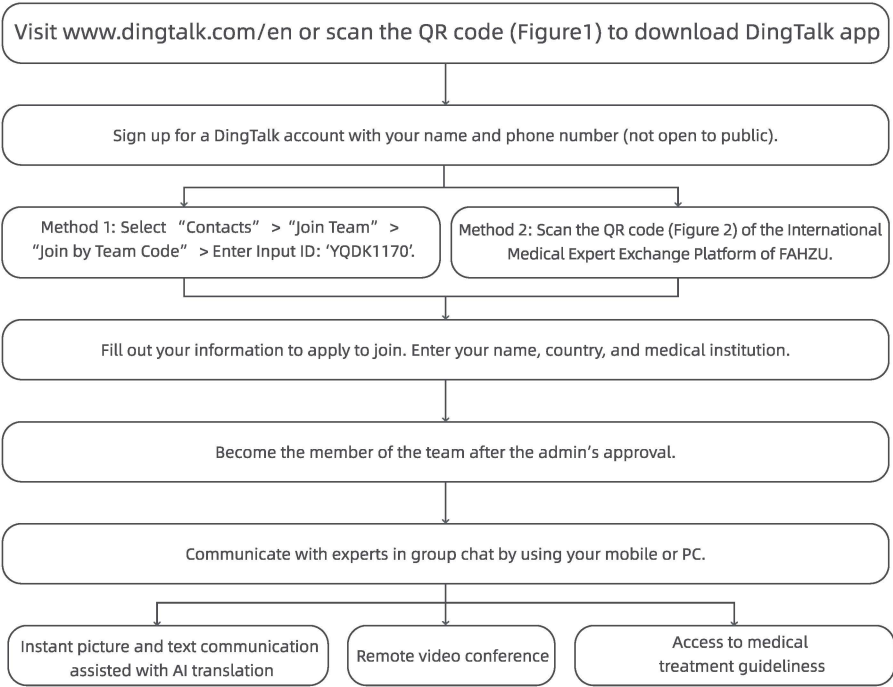 Visit www.dingtalk.com/en or scan the QR code (Figure1) to download DingTalk app
Sign up for a DingTalk account with your name and phone number (not open to public).
Method 1: Select “Contacts” > “Join Team” >
“Join by Team Code” > Enter Input ID: ‘YQDK1170’.
Method 2: Scan the QR code (Figure 2) of the International
Medical Expert Exchange Platform of FAHZU.
Fill out your information to apply to join. Enter your name, country, and medical institution.
Become the member of the team after the admin’s approval.
Communicate with experts in group chat by using your mobile or PC.
Instant picture and text communication
assisted with AI translation
Remote video conference
Access to medical
treatment guideliness